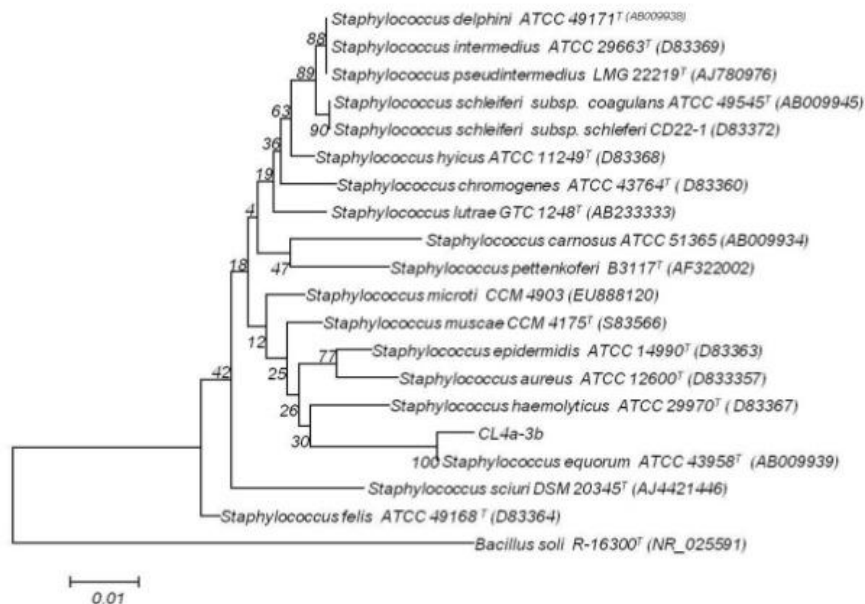 Staphylococcus delphini ATCC 49171T (AB009938)
88
Staphylococcus intermedius ATCC 29663T (D83369)
89
Staphylococcus pseudintermedius LMG 22219T (AJ780976)
Staphylococcus schleiferi subsp. coagulans ATCC 49545T (AB009945)
63
90
Staphylococcus schleiferi subsp. schleferi CD22-1 (D83372)
36
Staphylococcus hyicus ATCC 11249T (D83368)
19
Staphylococcus chromogenes ATCC 43764T ( D83360)
4
Staphylococcus lutrae GTC 1248T (AB233333)
Staphylococcus carnosus ATCC 51365 (AB009934)
18
47
Staphylococcus pettenkoferi B3117T (AF322002)
Staphylococcus microti CCM 4903 (EU888120)
12
Staphylococcus muscae CCM 4175T (S83566)
77
Staphylococcus epidermidis ATCC 14990T (D83363)
42
25
Staphylococcus aureus ATCC 12600T (D833357)
26
Staphylococcus haemolyticus ATCC 29970T ( D83367)
30
CL4a-3b
100
Staphylococcus equorum ATCC 43958T (AB009939)
Staphylococcus sciuri DSM 20345T (AJ4421446)
Staphylococcus felis ATCC 49168 T (D83364)
Bacillus soli R-16300T (NR_025591)
0.01